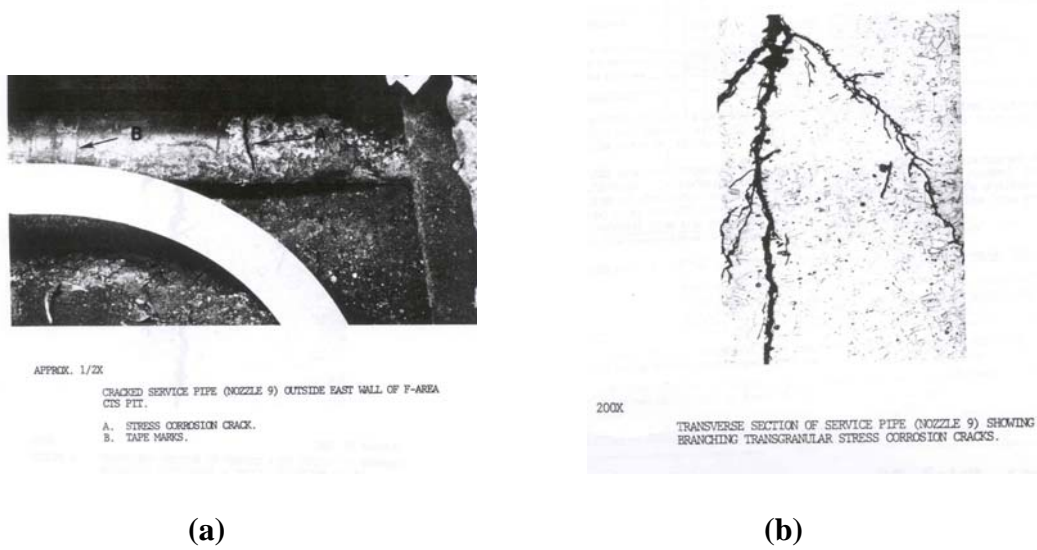 B
A
APPROX. 1/2X
CRACKED SERVICE PIPE (NOZZLE 9) OUTSIDE EAST WALL OF F-AREA
CTS PIT.
A. STRESS CORROSION CRACK.
B. TAPE MARKS.
(a)
200X
TRANSVERSE SECTION OF SERVICE PIPE (NOZZLE 9) SHOWING
BRANCHING TRANSGRANULAR STRESS CORROSION CRACKS.
(b)